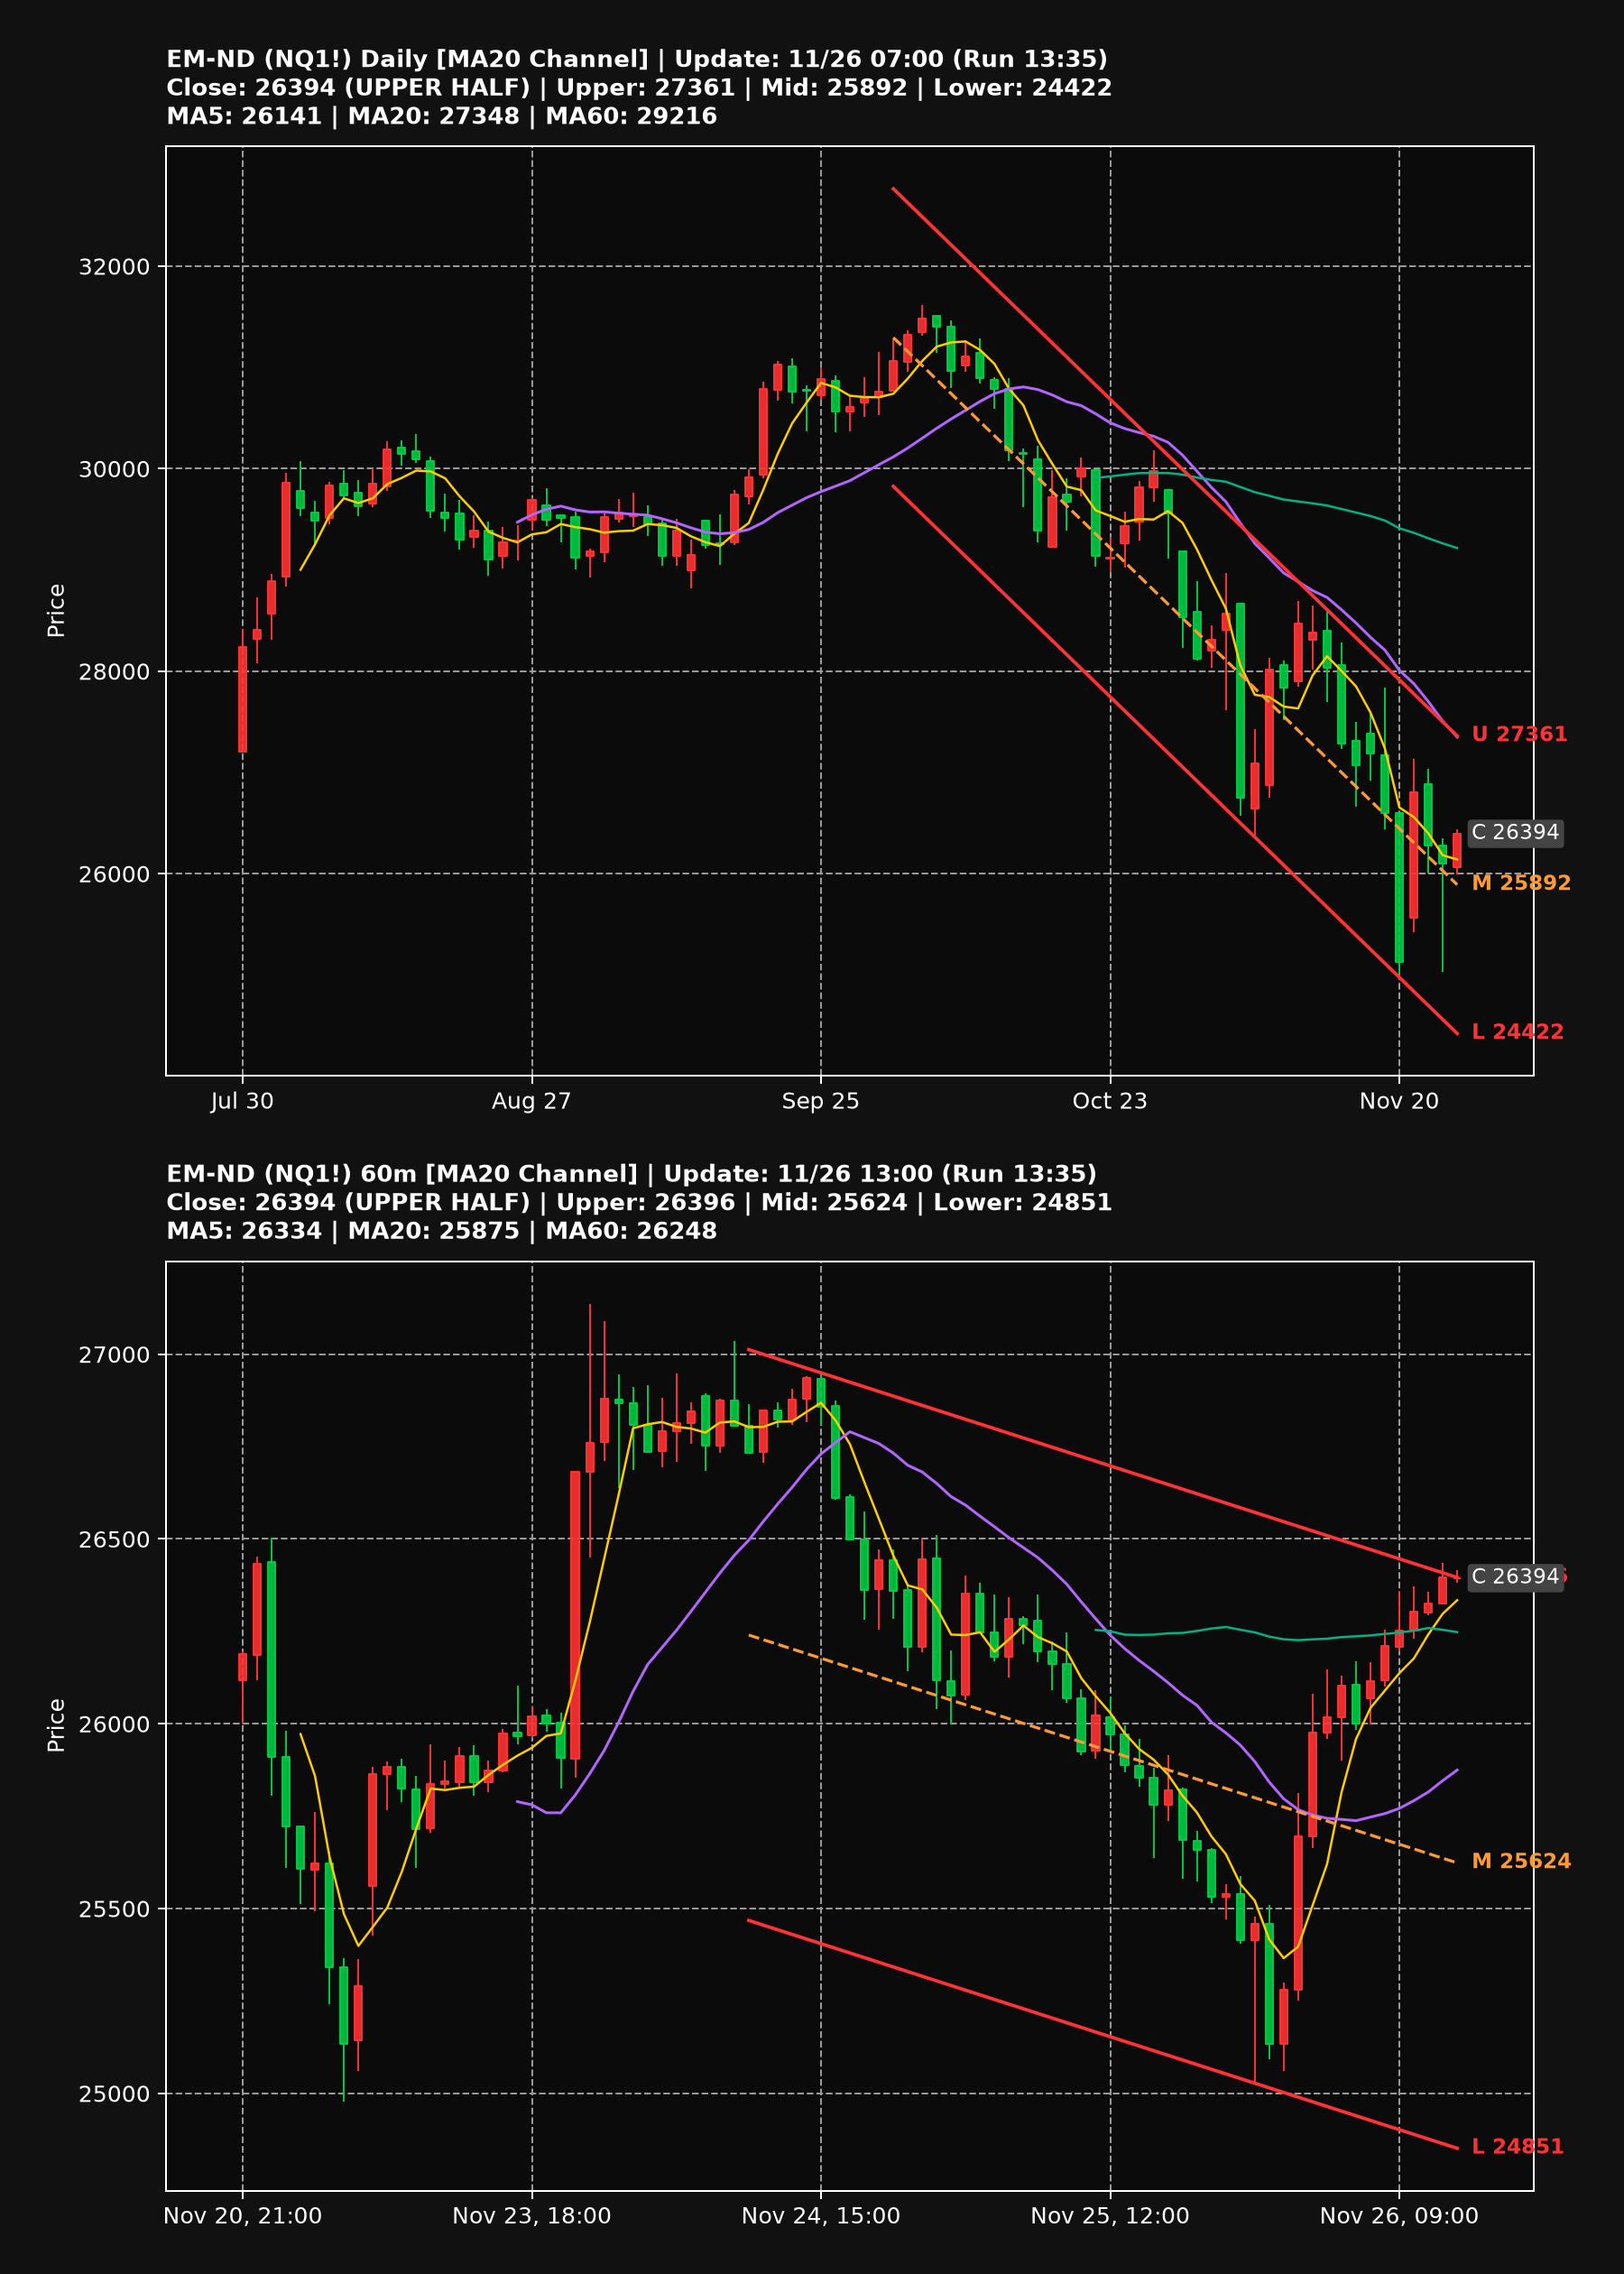 EM-ND (NQ1!) Daily [MA20 Channel] | Update: 11/26 07:00 (Run 13:35)
Close: 26394 (UPPER HALF) | Upper: 27361 | Mid: 25892 | Lower: 24422
MA5: 26141 | MA20: 27348 | MA60: 29216
Price
32000
30000
28000
26000
U 27361
C 26394
M 25892
L 24422
Jul 30
Aug 27
Sep 25
Oct 23
Nov 20
EM-ND (NQ1!) 60m [MA20 Channel] | Update: 11/26 13:00 (Run 13:35)
Close: 26394 (UPPER HALF) | Upper: 26396 | Mid: 25624 | Lower: 24851
MA5: 26334 | MA20: 25875 | MA60: 26248
Price
27000
26500
26000
25500
25000
C 26394
M 25624
L 24851
Nov 20, 21:00
Nov 23, 18:00
Nov 24, 15:00
Nov 25, 12:00
Nov 26, 09:00